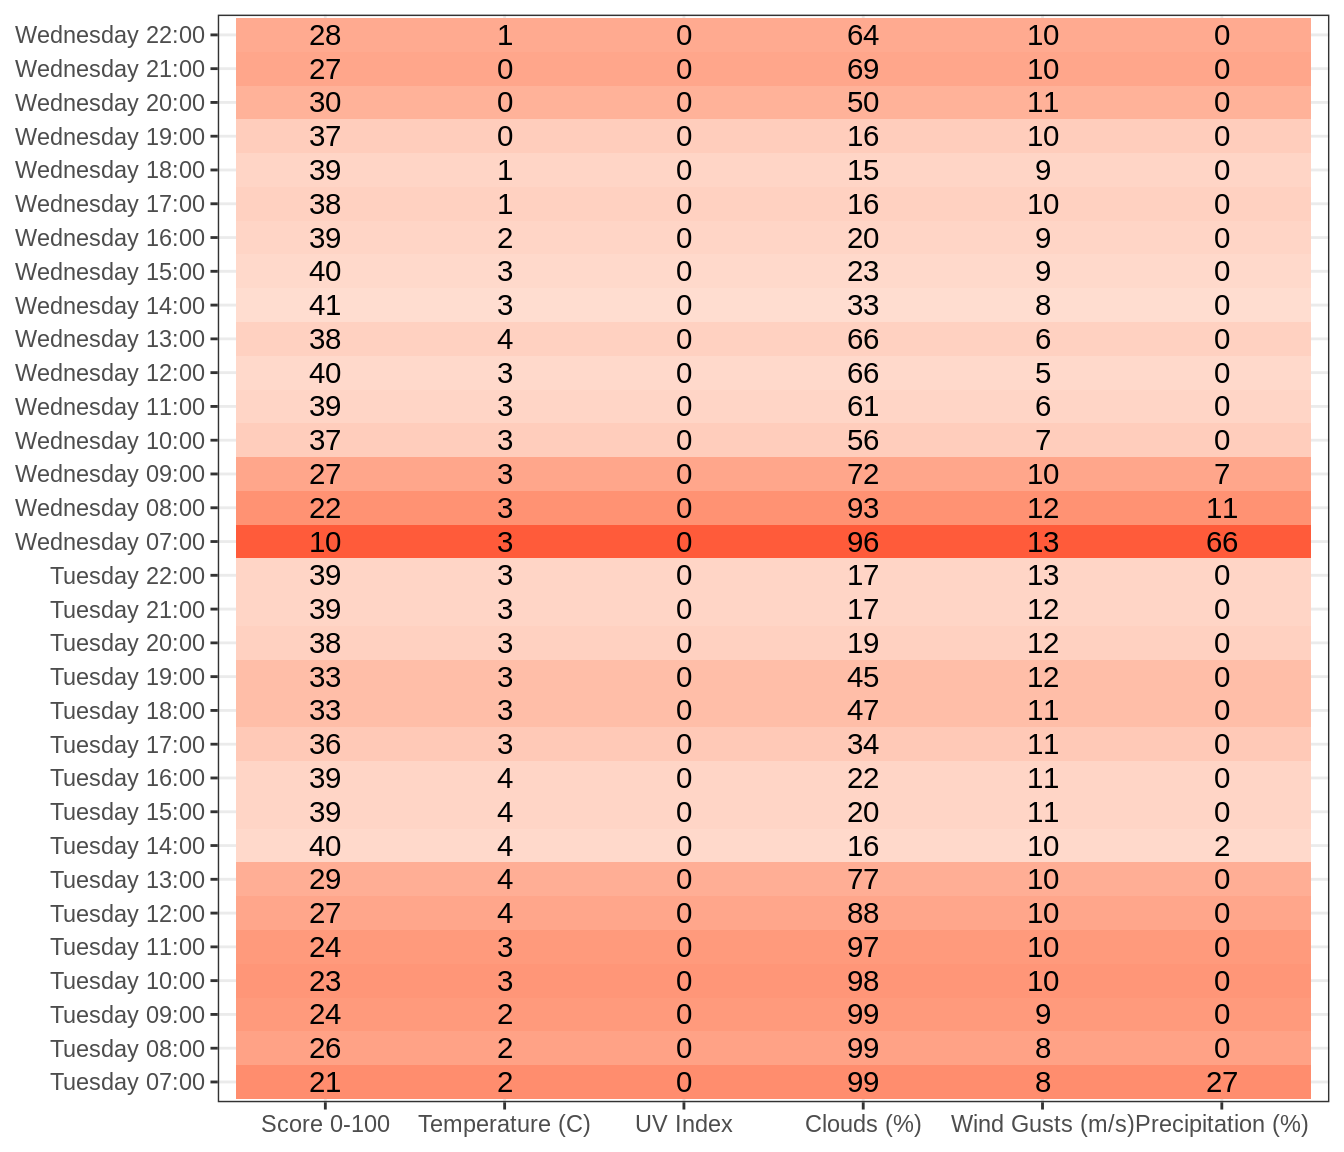 Wednesday 22:00 28 1 0 64 10 0
Wednesday 21:00 27 0 0 69 10 0
Wednesday 20:00 30 0 0 50 11 0
Wednesday 19:00 37 0 0 16 10 0
Wednesday 18:00 39 1 0 15 9 0
Wednesday 17:00 38 1 0 16 10 0
Wednesday 16:00 39 2 0 20 9 0
Wednesday 15:00 40 3 0 23 9 0
Wednesday 14:00 41 3 0 33 8 0
Wednesday 13:00 38 4 0 66 6 0
Wednesday 12:00 40 3 0 66 5 0
Wednesday 11:00 39 3 0 61 6 0
Wednesday 10:00 37 3 0 56 7 0
Wednesday 09:00 27 3 0 72 10 7
Wednesday 08:00 22 3 0 93 12 11
Wednesday 07:00 10 3 0 96 13 66
Tuesday 22:00 39 3 0 17 13 0
Tuesday 21:00 39 3 0 17 12 0
Tuesday 20:00 38 3 0 19 12 0
Tuesday 19:00 33 3 0 45 12 0
Tuesday 18:00 33 3 0 47 11 0
Tuesday 17:00 36 3 0 34 11 0
Tuesday 16:00 39 4 0 22 11 0
Tuesday 15:00 39 4 0 20 11 0
Tuesday 14:00 40 4 0 16 10 2
Tuesday 13:00 29 4 0 77 10 0
Tuesday 12:00 27 4 0 88 10 0
Tuesday 11:00 24 3 0 97 10 0
Tuesday 10:00 23 3 0 98 10 0
Tuesday 09:00 24 2 0 99 9 0
Tuesday 08:00 26 2 0 99 8 0
Tuesday 07:00 21 2 0 99 8 27
Score 0-100 Temperature (C) UV Index Clouds (%) Wind Gusts (m/s) Precipitation (%)